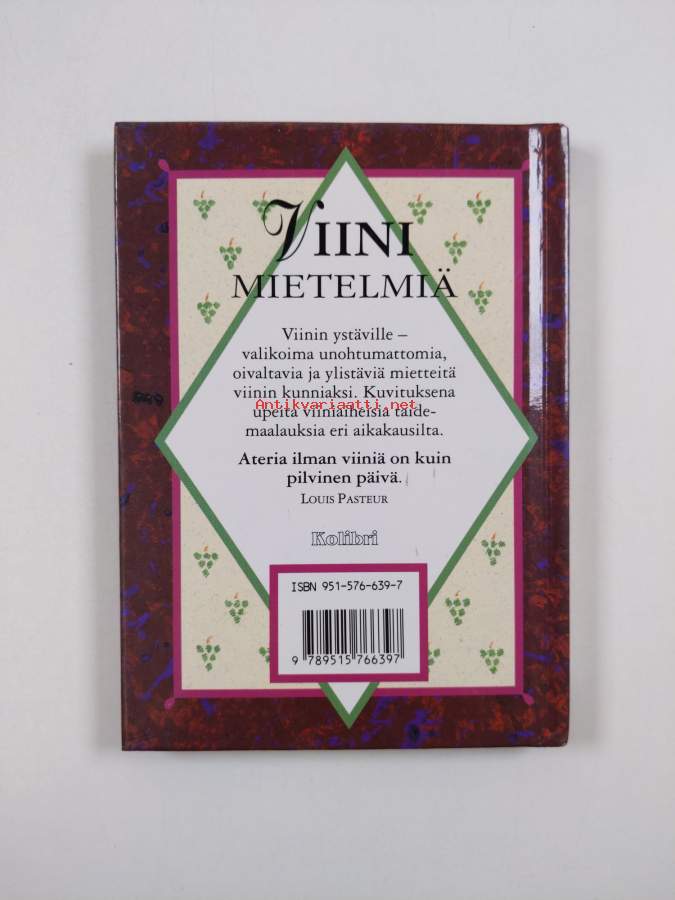 VIINI
MIETELMIÄ
Viinin ystäville –
valikoima unohtumattomia,
oivaltavia ja ylistäviä mietteitä
viinin kunniaksi. Kuvituksena
Antikvariaatti.net
upeita viiniaiheisia taide-
maalauksia eri aikakausilta.
Ateria ilman viiniä on kuin
pilvinen päivä.
LOUIS PASTEUR
Kolibri
ISBN 951-576-639-7
9 789515 766397